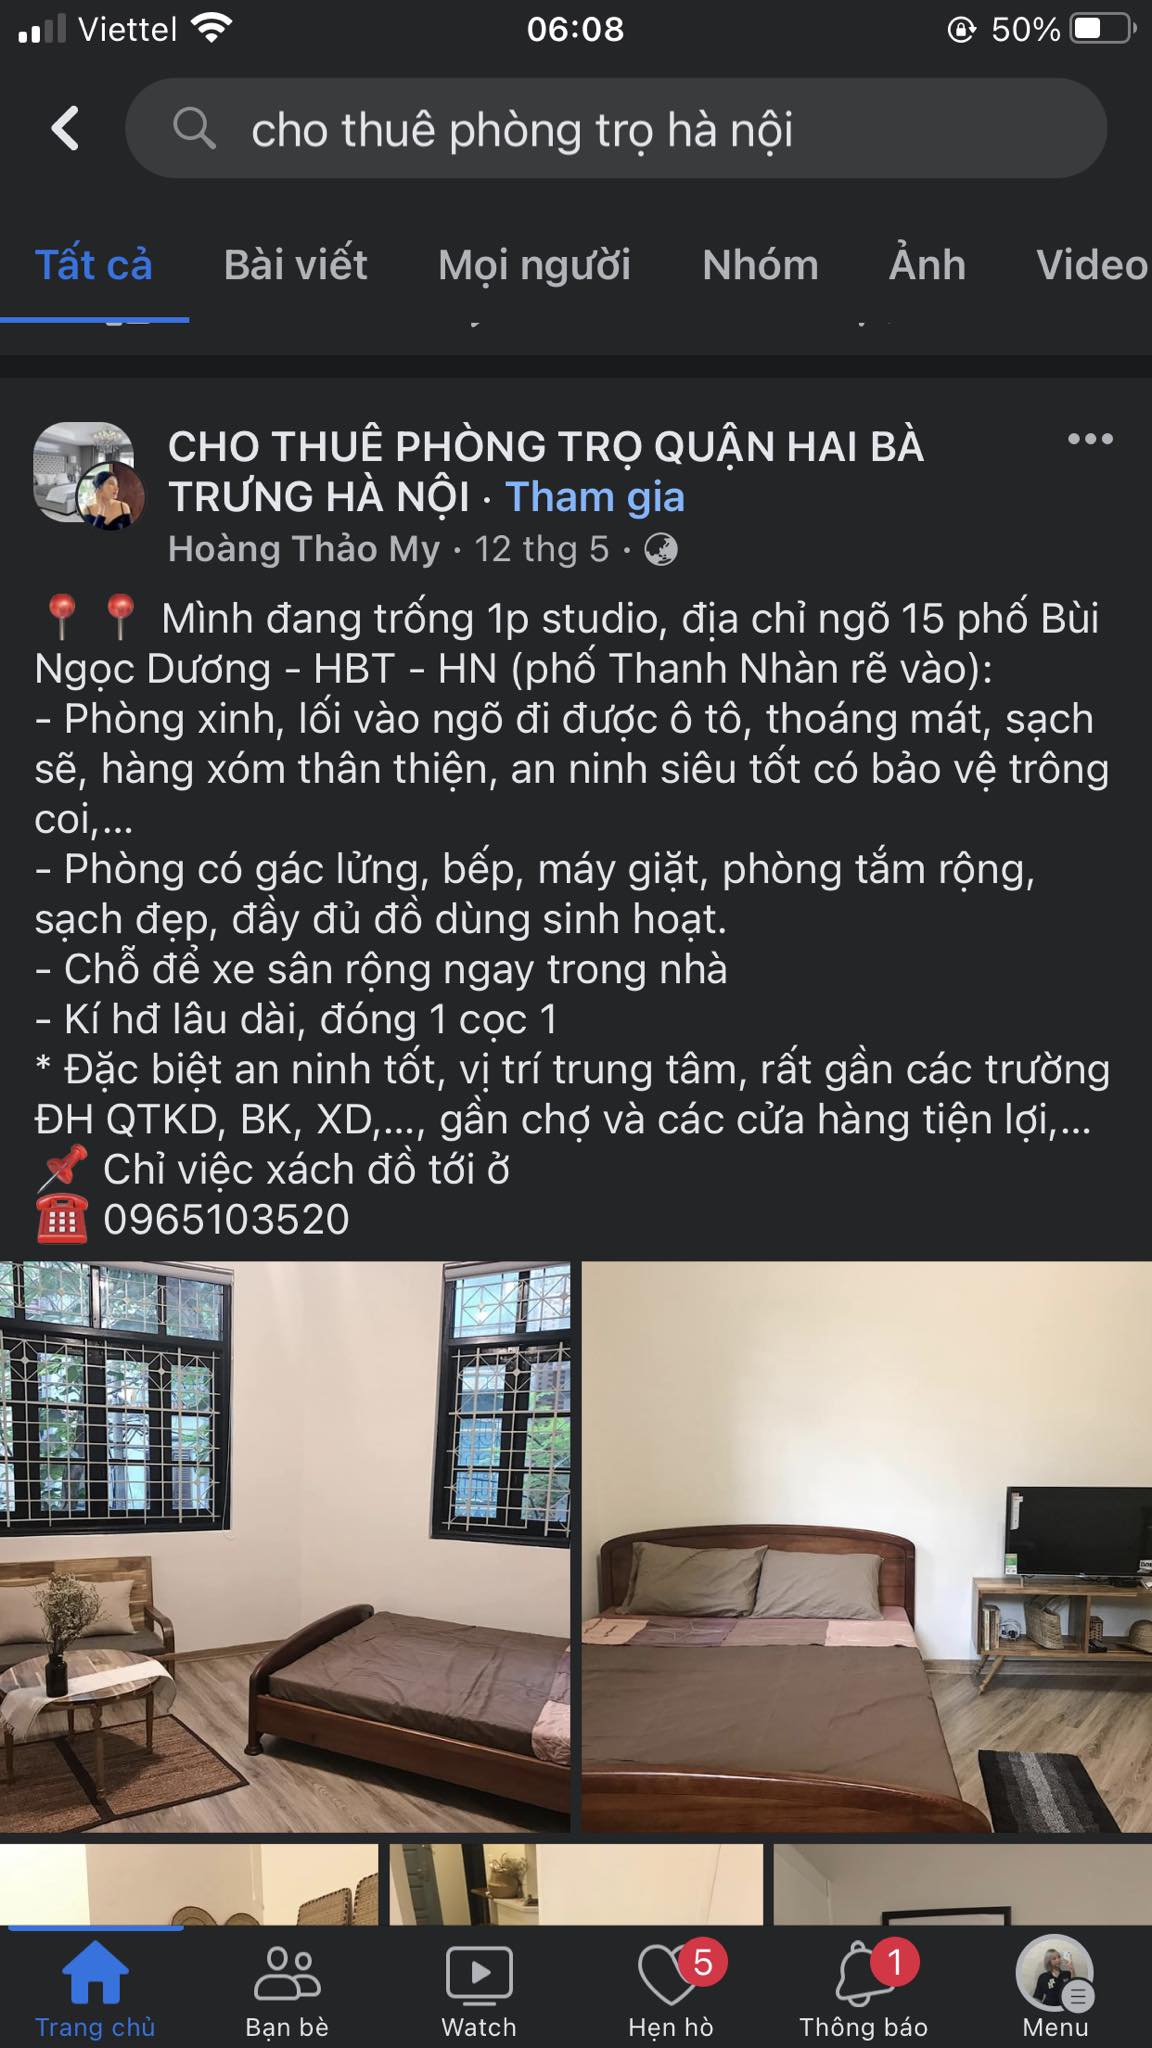 Viettel 06:08 50%
cho thuê phòng trọ hà nội
Tất cả Bài viết Mọi người Nhóm Ảnh Video
CHO THUÊ PHÒNG TRỌ QUẬN HAI BÀ
TRƯNG HÀ NỘI · Tham gia
Hoàng Thảo My · 12 thg 5 ·
📍 📍 Mình đang trống 1p studio, địa chỉ ngõ 15 phố Bùi
Ngọc Dương - HBT - HN (phố Thanh Nhàn rẽ vào):
- Phòng xinh, lối vào ngõ đi được ô tô, thoáng mát, sạch
sẽ, hàng xóm thân thiện, an ninh siêu tốt có bảo vệ trông
coi,...
- Phòng có gác lửng, bếp, máy giặt, phòng tắm rộng,
sạch đẹp, đầy đủ đồ dùng sinh hoạt.
- Chỗ để xe sân rộng ngay trong nhà
- Kí hđ lâu dài, đóng 1 cọc 1
* Đặc biệt an ninh tốt, vị trí trung tâm, rất gần các trường
ĐH QTKD, BK, XD,..., gần chợ và các cửa hàng tiện lợi,...
📌 Chỉ việc xách đồ tới ở
☎️ 0965103520
5 1
Trang chủ Bạn bè Watch Hẹn hò Thông báo Menu